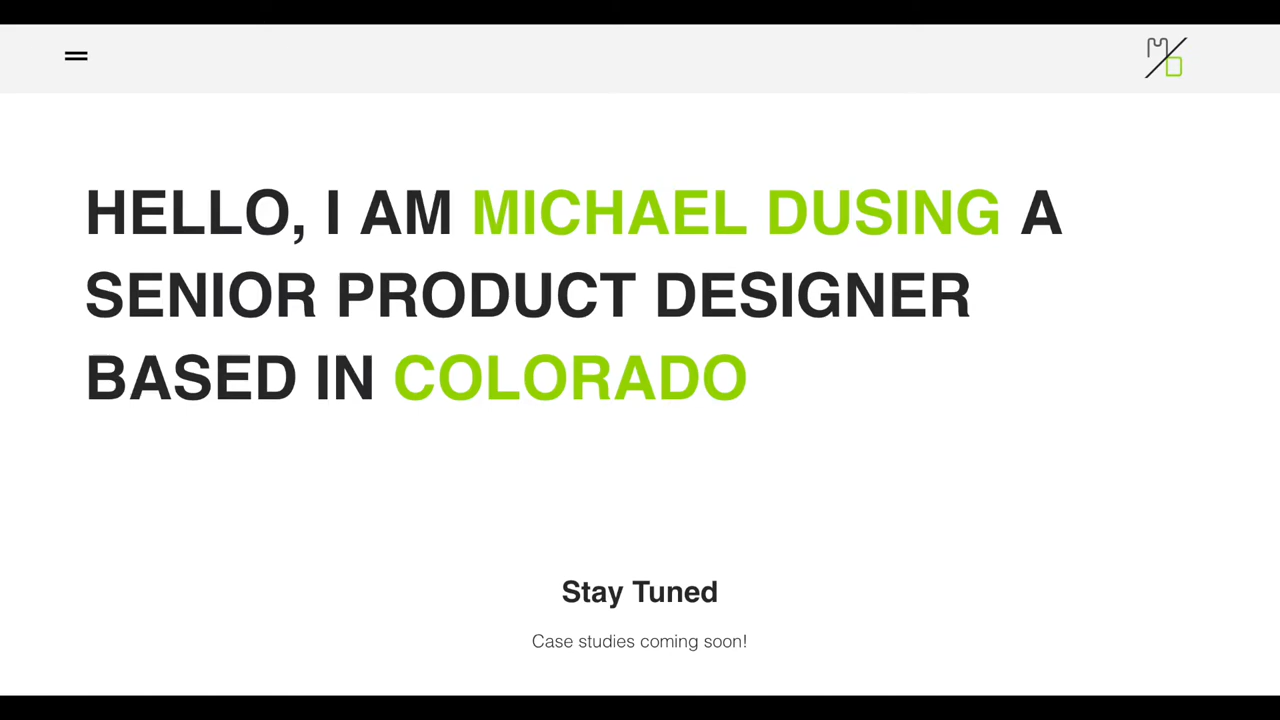 HELLO, I AM MICHAEL DUSING A
SENIOR PRODUCT DESIGNER
BASED IN COLORADO
Stay Tuned
Case studies coming soon!